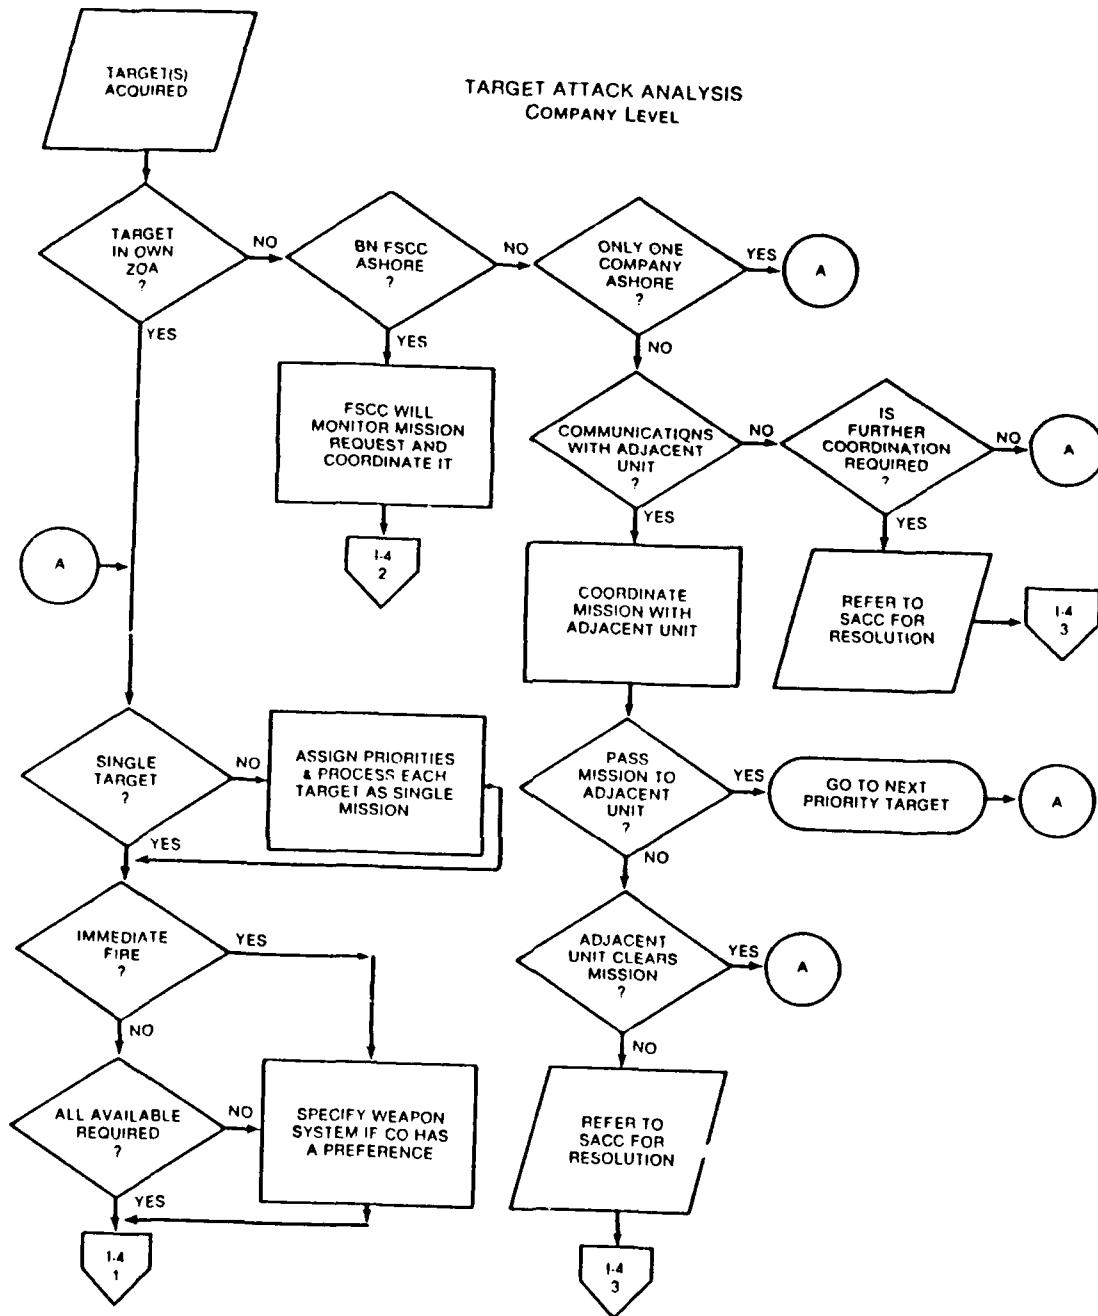 TARGET ATTACK ANALYSIS
COMPANY LEVEL
TARGET(S)
ACQUIRED
TARGET
IN OWN
ZOA
?
NO
YES
BN FSCC
ASHORE
?
NO
YES
ONLY ONE
COMPANY
ASHORE
?
YES
NO
A
FSCC WILL
MONITOR MISSION
REQUEST AND
COORDINATE IT
I-4
2
COMMUNICATIONS
WITH ADJACENT
UNIT
?
NO
YES
IS
FURTHER
COORDINATION
REQUIRED
?
NO
YES
A
A
COORDINATE
MISSION WITH
ADJACENT UNIT
REFER TO
SACC FOR
RESOLUTION
I-4
3
SINGLE
TARGET
?
NO
YES
ASSIGN PRIORITIES
& PROCESS EACH
TARGET AS SINGLE
MISSION
PASS
MISSION TO
ADJACENT
UNIT
?
YES
NO
GO TO NEXT
PRIORITY TARGET
A
IMMEDIATE
FIRE
?
YES
NO
ADJACENT
UNIT CLEARS
MISSION
?
YES
NO
A
ALL AVAILABLE
REQUIRED
?
NO
YES
SPECIFY WEAPON
SYSTEM IF CO HAS
A PREFERENCE
REFER TO
SACC FOR
RESOLUTION
I-4
1
I-4
3